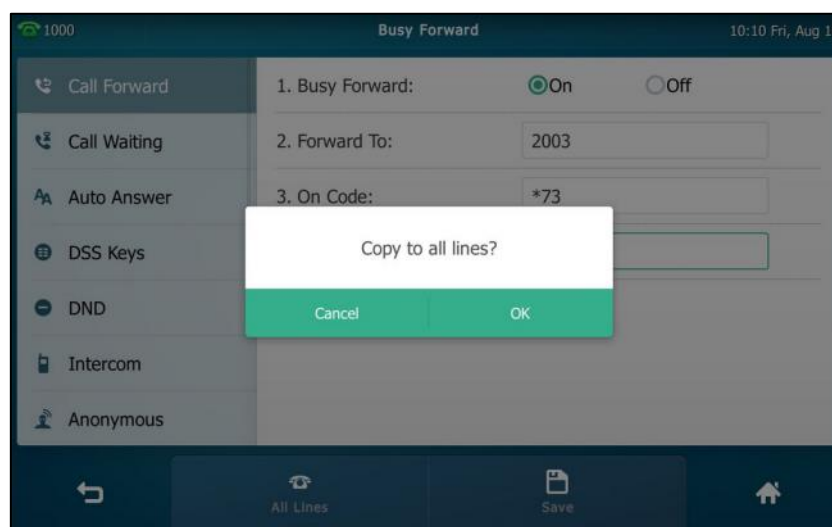 1000 Busy Forward 10:10 Fri, Aug 1
Call Forward 1. Busy Forward: On Off
Call Waiting 2. Forward To: 2003
Auto Answer 3. On Code: *73
DSS Keys
Copy to all lines?
DND
Cancel OK
Intercom
Anonymous
All Lines Save